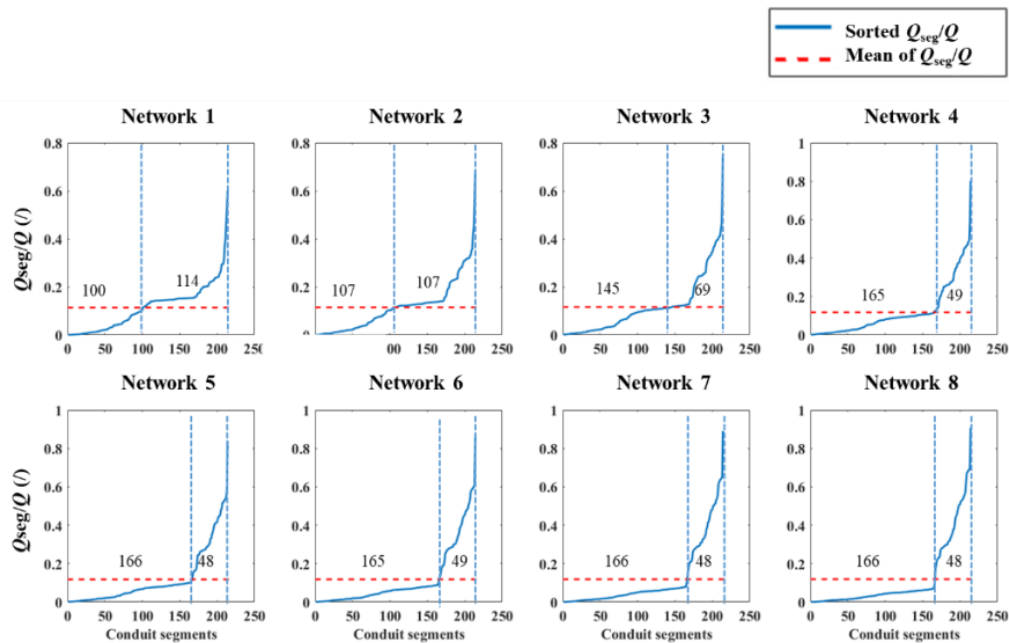 Sorted Qseg/Q
Mean of Qseg/Q
Network 1
Network 2
Network 3
Network 4
0.8
0.6
0.4
0.2
0
Qseg/Q (/)
100
114
0 50 100 150 200 250
0.8
0.6
0.4
0.2
0
107
107
00 150 200 250
0.8
0.6
0.4
0.2
0
145
69
0 50 100 150 200 250
1
0.8
0.6
0.4
0.2
0
165
49
0 50 100 150 200 250
Network 5
Network 6
Network 7
Network 8
1
0.8
0.6
0.4
0.2
0
Qseg/Q (/)
166
48
0 50 100 150 200 250
Conduit segments
1
0.8
0.6
0.4
0.2
0
165
49
0 50 100 150 200 250
Conduit segments
1
0.8
0.6
0.4
0.2
0
166
48
0 50 100 150 200 250
Conduit segments
1
0.8
0.6
0.4
0.2
0
166
48
0 50 100 150 200 250
Conduit segments